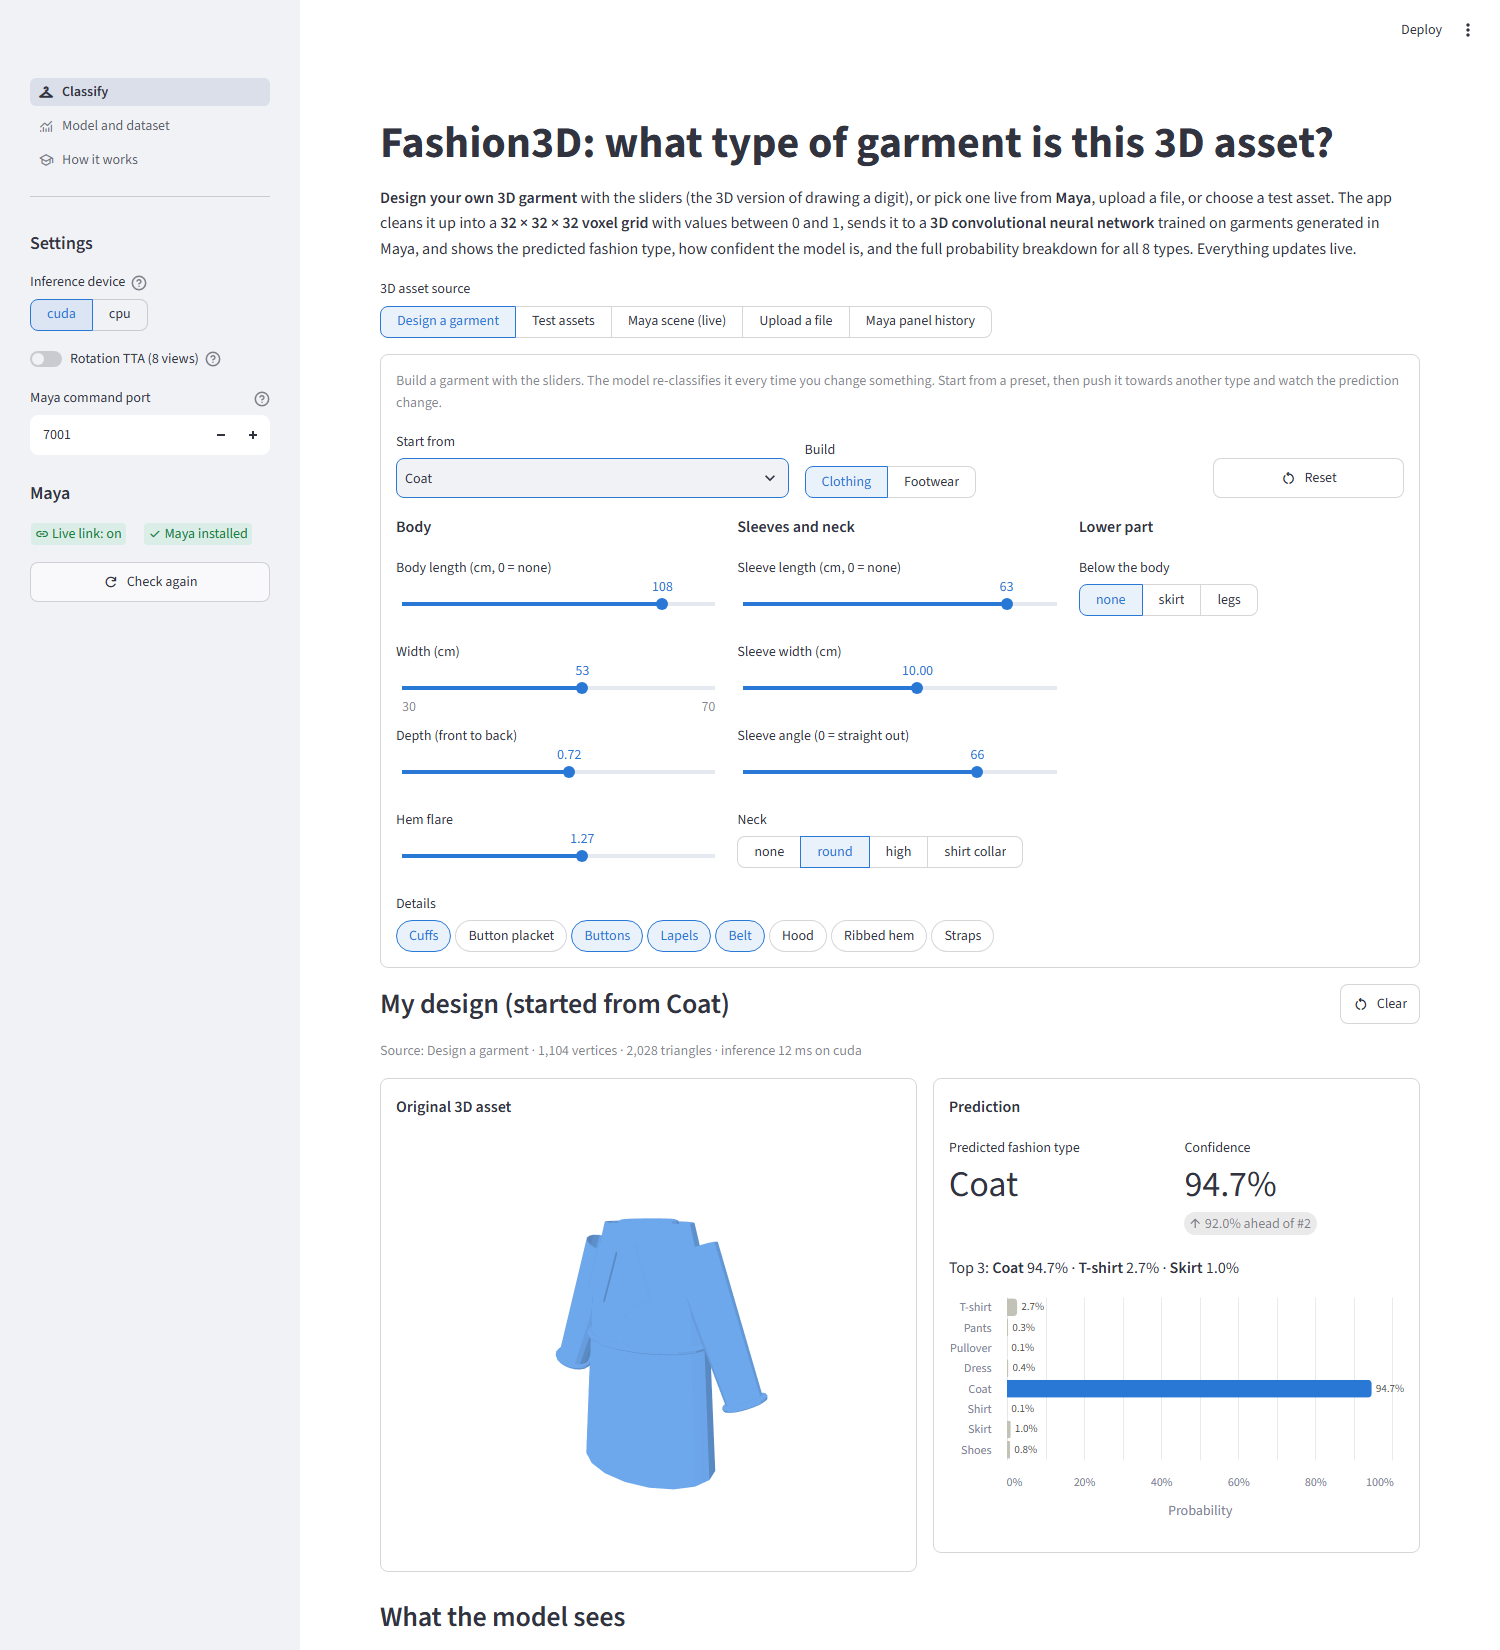 Deploy
Classify
Model and dataset
How it works
Settings
Inference device
cuda
cpu
Rotation TTA (8 views)
Maya command port
7001
Maya
Live link: on
Maya installed
Check again
Fashion3D: what type of garment is this 3D asset?
Design your own 3D garment with the sliders (the 3D version of drawing a digit), or pick one live from Maya, upload a file, or choose a test asset. The app
cleans it up into a 32 × 32 × 32 voxel grid with values between 0 and 1, sends it to a 3D convolutional neural network trained on garments generated in
Maya, and shows the predicted fashion type, how confident the model is, and the full probability breakdown for all 8 types. Everything updates live.
3D asset source
Design a garment
Test assets
Maya scene (live)
Upload a file
Maya panel history
Build a garment with the sliders. The model re-classifies it every time you change something. Start from a preset, then push it towards another type and watch the prediction
change.
Start from
Coat
Build
Clothing
Footwear
Reset
Body
Body length (cm, 0 = none)
108
Width (cm)
53
30
70
Depth (front to back)
0.72
Hem flare
1.27
Sleeves and neck
Sleeve length (cm, 0 = none)
63
Sleeve width (cm)
10.00
Sleeve angle (0 = straight out)
66
Neck
none
round
high
shirt collar
Lower part
Below the body
none
skirt
legs
Details
Cuffs
Button placket
Buttons
Lapels
Belt
Hood
Ribbed hem
Straps
My design (started from Coat)
Clear
Source: Design a garment · 1,104 vertices · 2,028 triangles · inference 12 ms on cuda
Original 3D asset
Prediction
Predicted fashion type
Coat
Confidence
94.7%
↑ 92.0% ahead of #2
Top 3: Coat 94.7% · T-shirt 2.7% · Skirt 1.0%
T-shirt 2.7%
Pants 0.3%
Pullover 0.1%
Dress 0.4%
Coat 94.7%
Shirt 0.1%
Skirt 1.0%
Shoes 0.8%
0% 20% 40% 60% 80% 100%
Probability
What the model sees